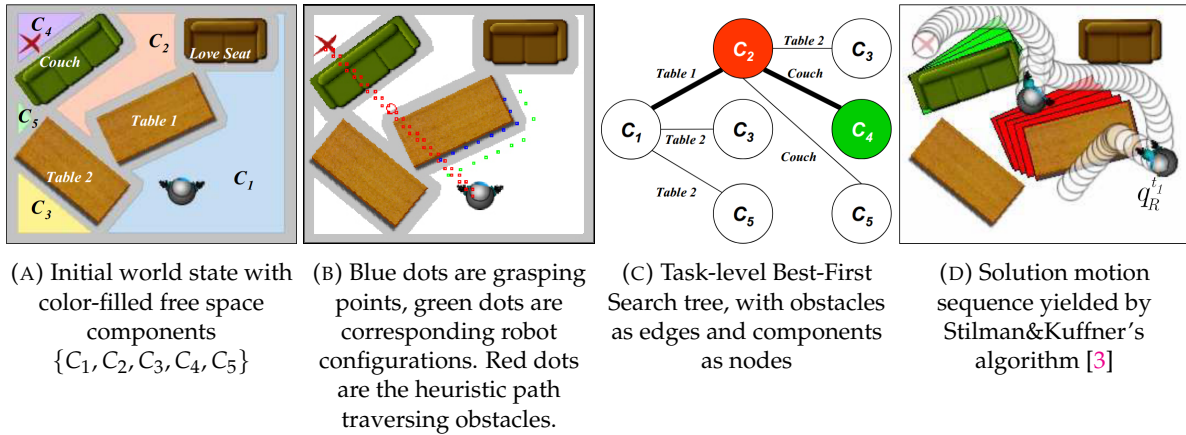 C4
C2
Couch
Love Seat
C5
Table 1
Table 2
C1
C3
C2
Table 2
C3
Table 1
Couch
C1
Table 2
C3
C4
Couch
Table 2
C5
C5
q_R^{t_1}
(A) Initial world state with
color-filled free space
components
{C1, C2, C3, C4, C5}
(B) Blue dots are grasping
points, green dots are
corresponding robot
configurations. Red dots
are the heuristic path
traversing obstacles.
(C) Task-level Best-First
Search tree, with obstacles
as edges and components
as nodes
(D) Solution motion
sequence yielded by
Stilman&Kuffner's
algorithm [3]